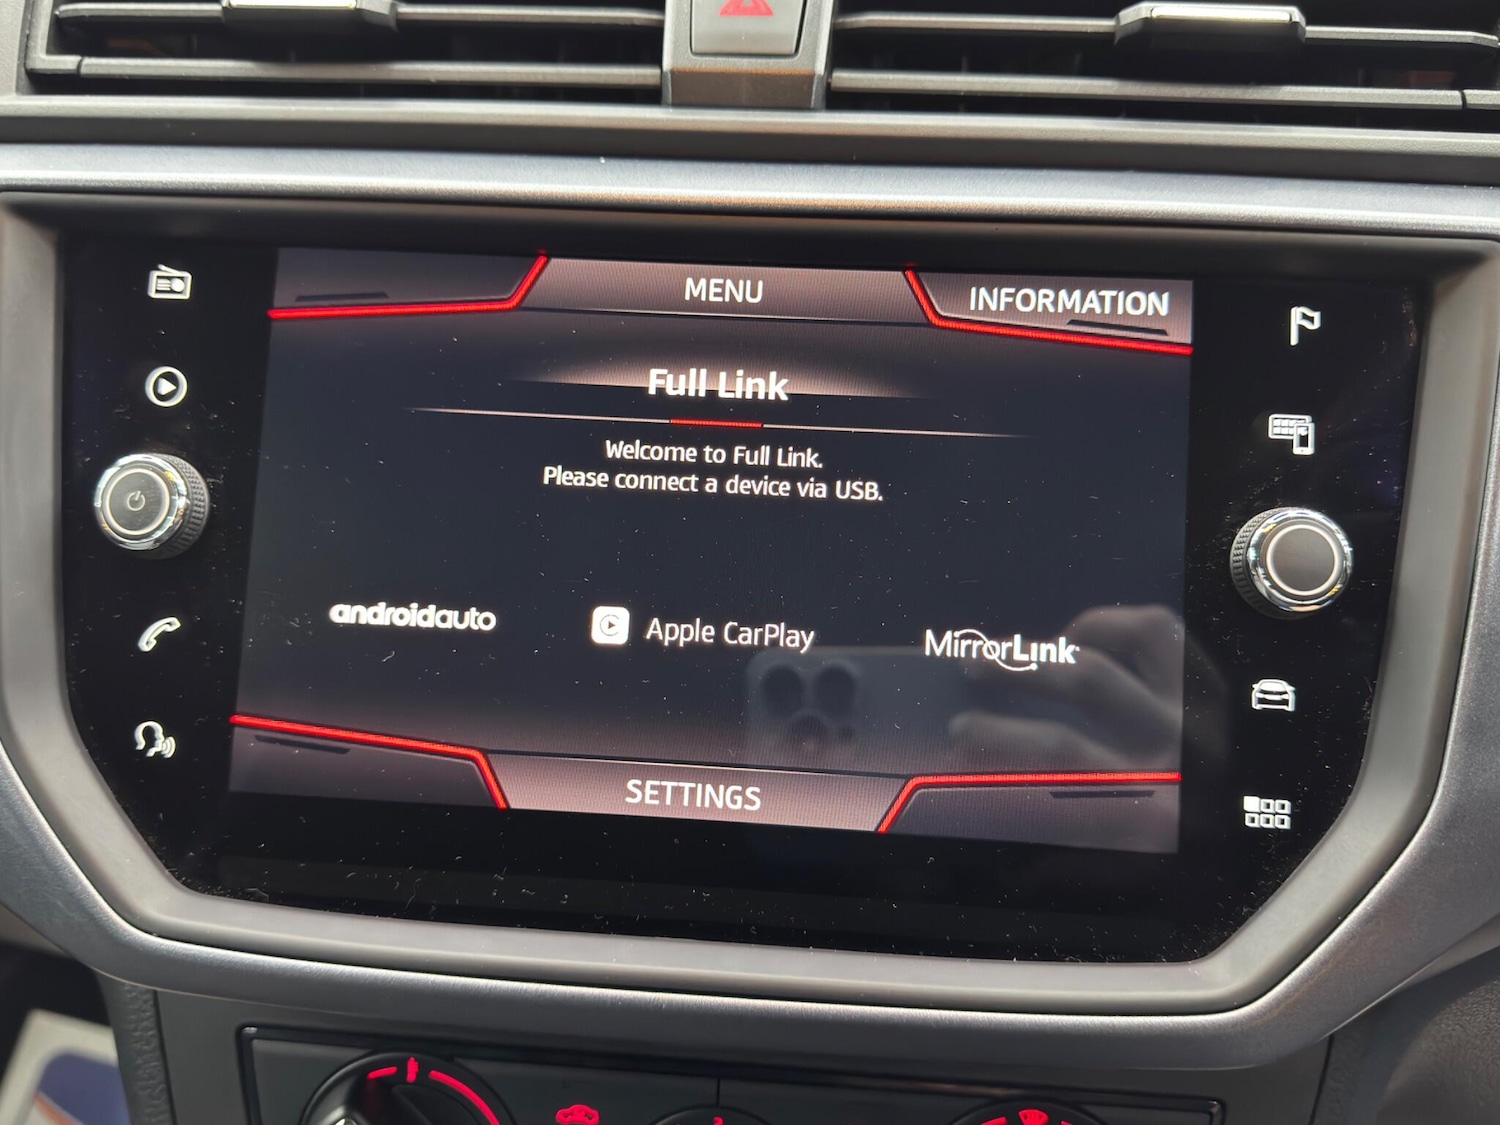 MENU
INFORMATION
Full Link
Welcome to Full Link.
Please connect a device via USB.
androidauto
Apple CarPlay
MirrorLink
SETTINGS